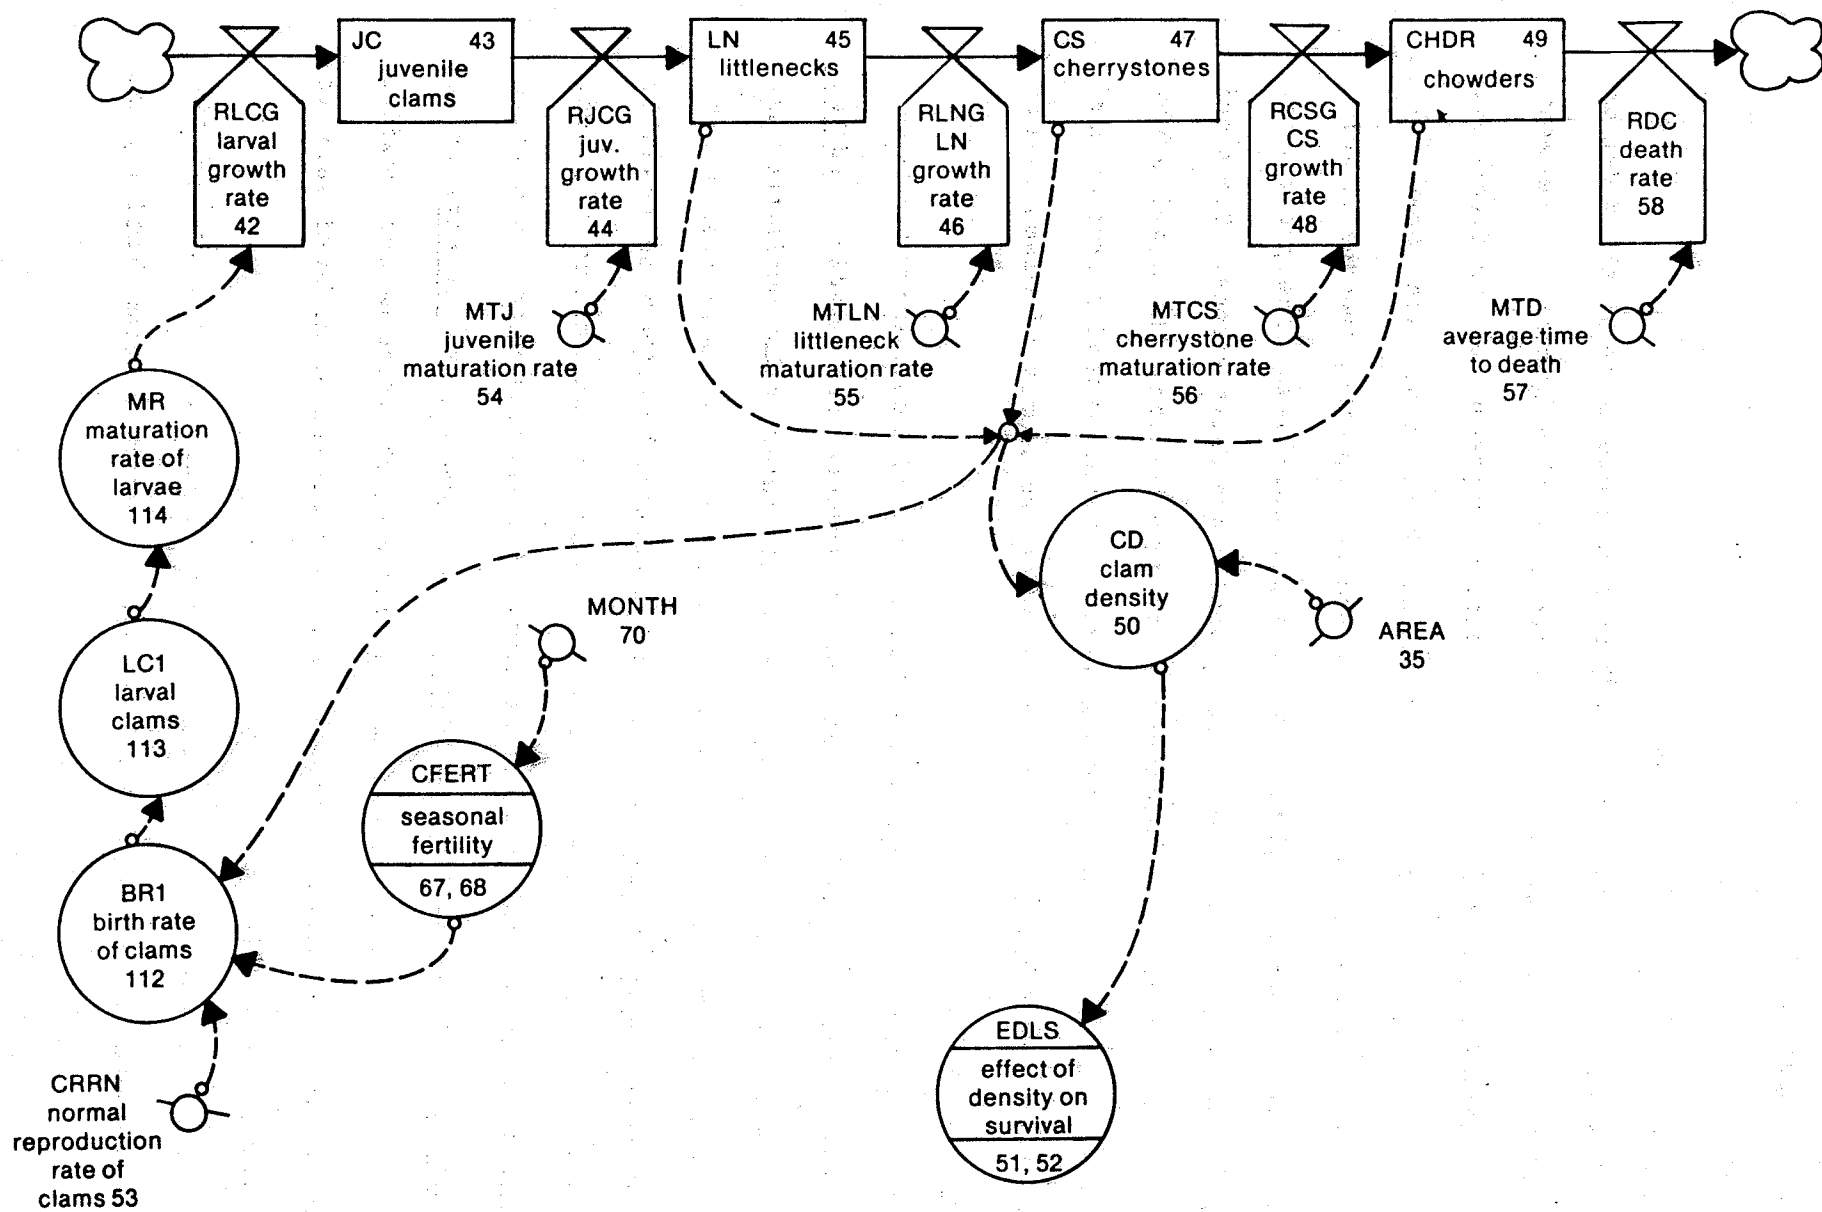 JC 43
juvenile
clams
LN 45
littlenecks
CS 47
cherrystones
CHDR 49
chowders
RLCG
larval
growth
rate
42
RJCG
juv.
growth
rate
44
RLNG
LN
growth
rate
46
RCSG
CS
growth
rate
48
RDC
death
rate
58
MTJ
juvenile
maturation rate
54
MTLN
littleneck
maturation rate
55
MTCS
cherrystone
maturation rate
56
MTD
average time
to death
57
MR
maturation
rate of
larvae
114
LC1
larval
clams
113
BR1
birth rate
of clams
112
CRRN
normal
reproduction
rate of
clams 53
MONTH
70
CFERT
seasonal
fertility
67, 68
CD
clam
density
50
AREA
35
EDLS
effect of
density on
survival
51, 52